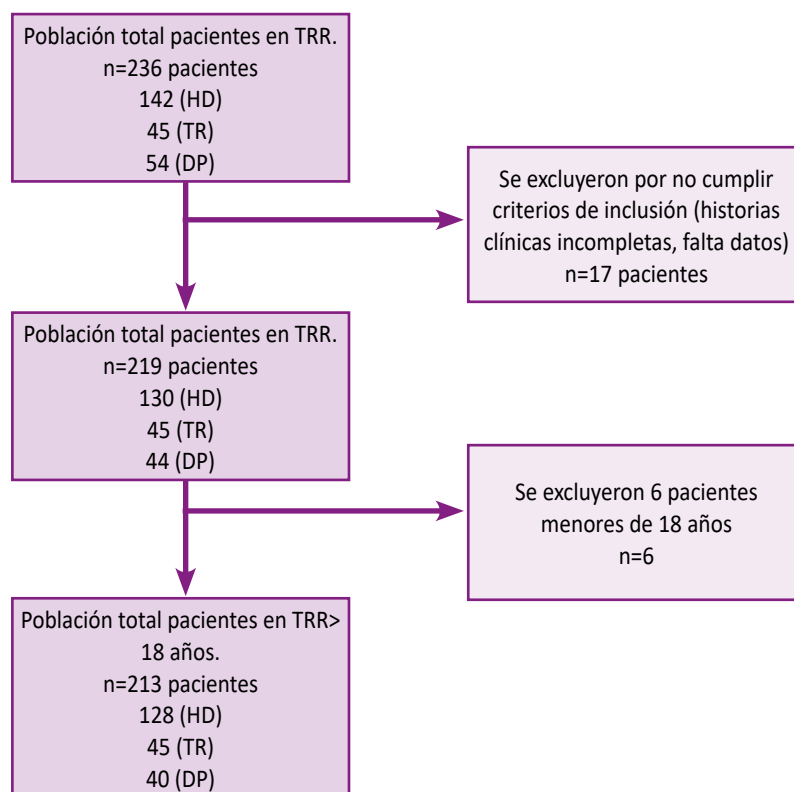 Población total pacientes en TRR.
n=236 pacientes
142 (HD)
45 (TR)
54 (DP)
Se excluyeron por no cumplir
criterios de inclusión (historias
clínicas incompletas, falta datos)
n=17 pacientes
Población total pacientes en TRR.
n=219 pacientes
130 (HD)
45 (TR)
44 (DP)
Se excluyeron 6 pacientes
menores de 18 años
n=6
Población total pacientes en TRR>
18 años.
n=213 pacientes
128 (HD)
45 (TR)
40 (DP)